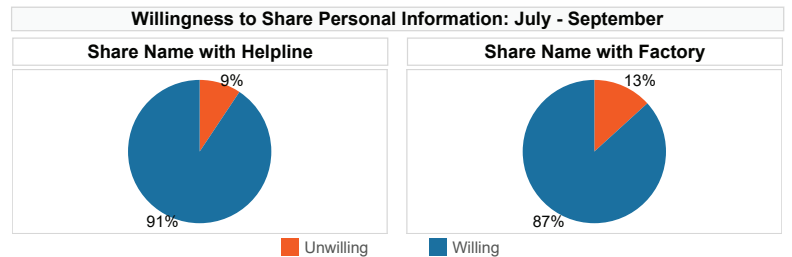 Willingness to Share Personal Information: July - September
Share Name with Helpline
Share Name with Factory
9%
91%
13%
87%
Unwilling
Willing